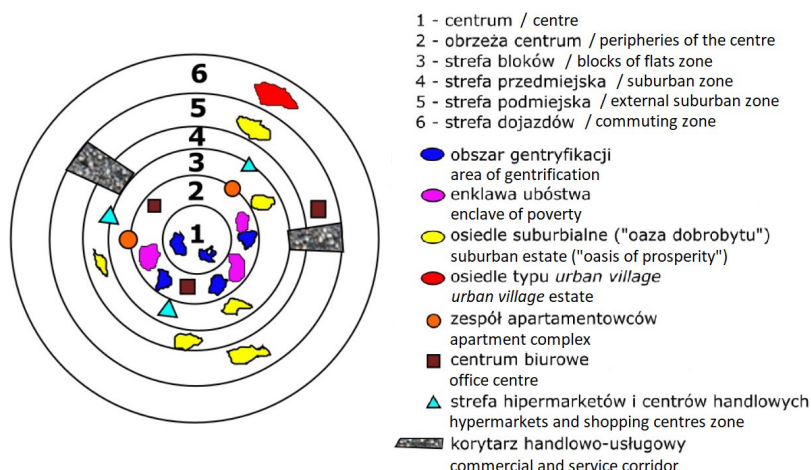 6
5
4
3
2
1
1 - centrum / centre
2 - obrzeża centrum / peripheries of the centre
3 - strefa bloków / blocks of flats zone
4 - strefa przedmiejska / suburban zone
5 - strefa podmiejska / external suburban zone
6 - strefa dojazdów / commuting zone
obszar gentryfikacji
area of gentrification
enklawa ubóstwa
enclave of poverty
osiedle suburbialne ("oaza dobrobytu")
suburban estate ("oasis of prosperity")
osiedle typu urban village
urban village estate
zespół apartamentowców
apartment complex
centrum biurowe
office centre
strefa hipermarketów i centrów handlowych
hypermarkets and shopping centres zone
korytarz handlowo-usługowy
commercial and service corridor